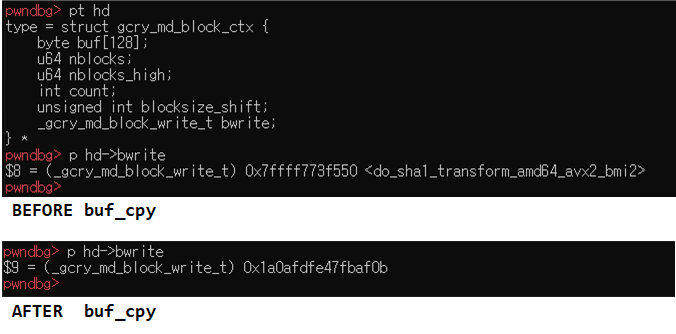 pwndbg> pt hd
type = struct gcry_md_block_ctx {
    byte buf[128];
    u64 nblocks;
    u64 nblocks_high;
    int count;
    unsigned int blocksize_shift;
    _gcry_md_block_write_t bwrite;
} *
pwndbg> p hd->bwrite
$8 = (_gcry_md_block_write_t) 0x7ffff773f550 <do_sha1_transform_amd64_avx2_bmi2>
pwndbg>
BEFORE buf_cpy
pwndbg> p hd->bwrite
$9 = (_gcry_md_block_write_t) 0x1a0afdfe47fbaf0b
pwndbg>
AFTER  buf_cpy